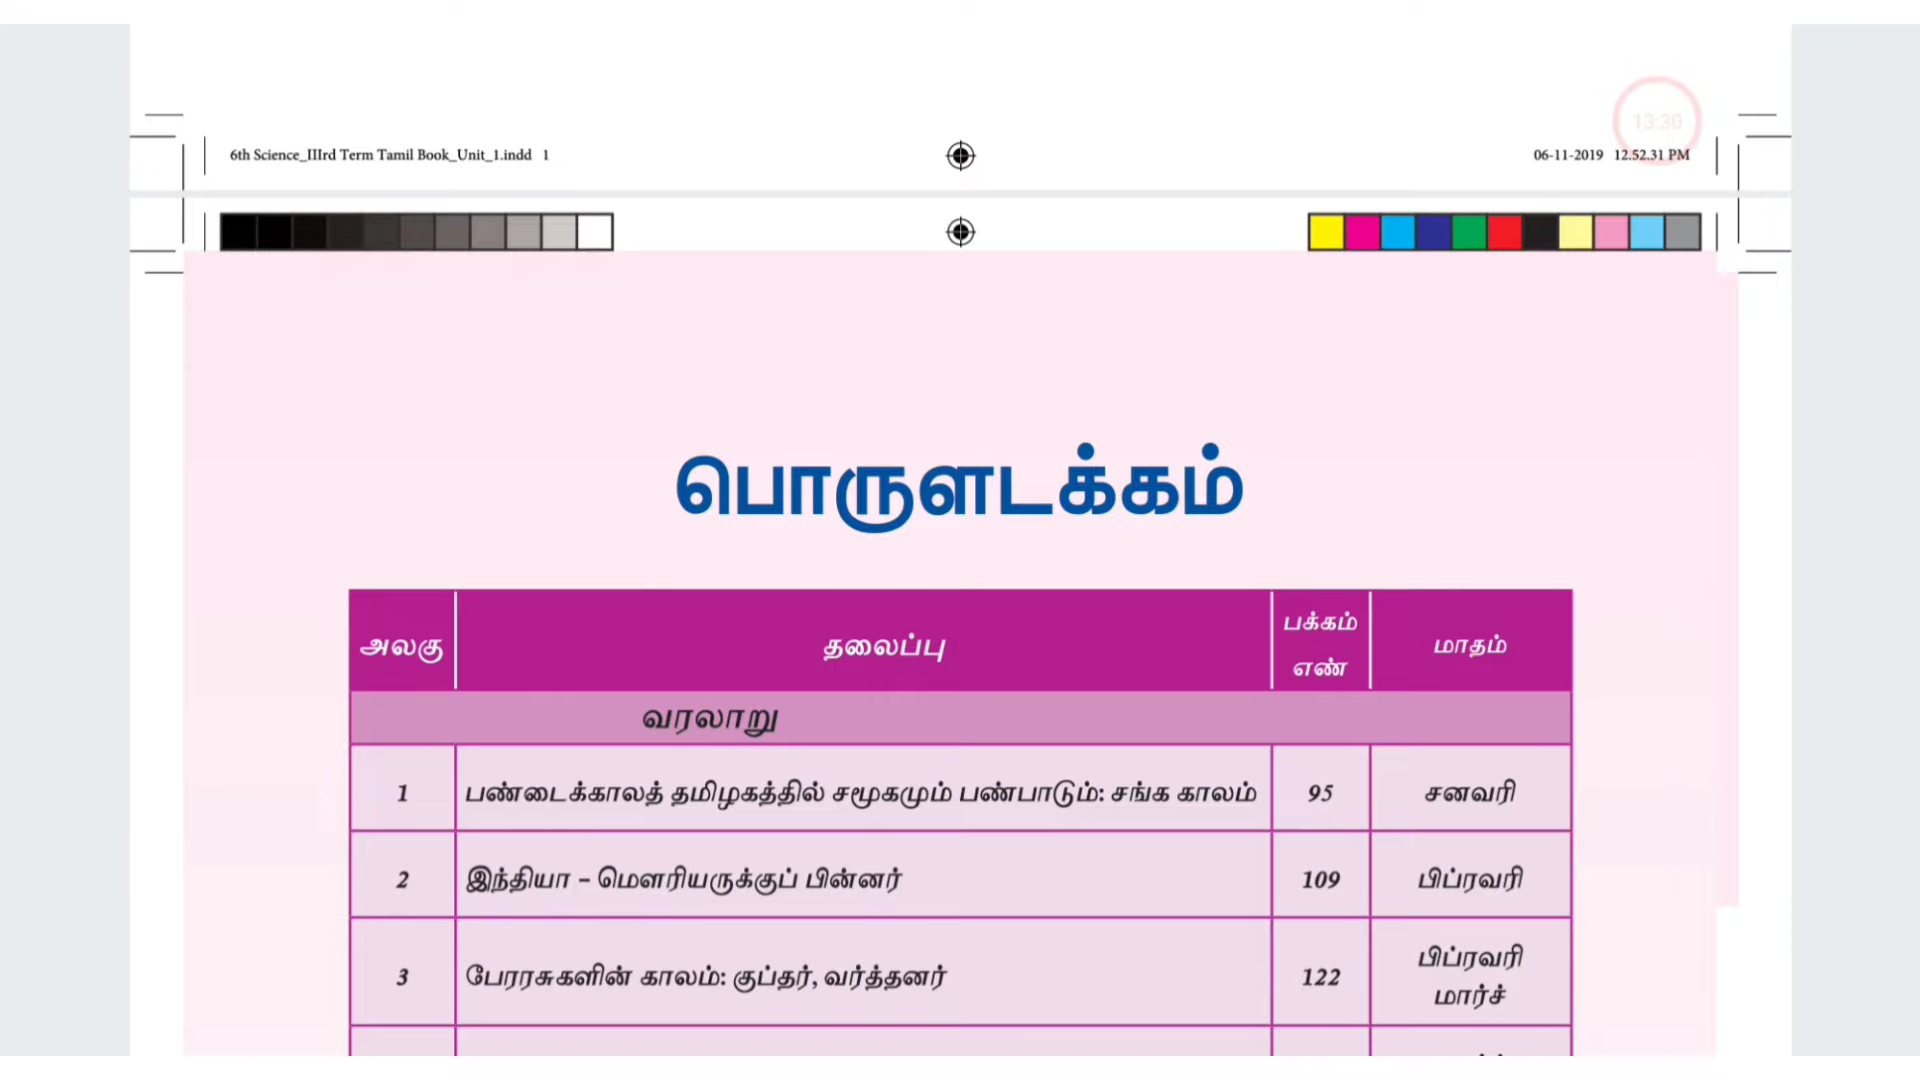 13:30
6th Science_IIIrd Term Tamil Book_Unit_1.indd 1
06-11-2019 12.52.31 PM
பொருளடக்கம்
அலகு தலைப்பு பக்கம் எண் மாதம்
வரலாறு
1 பண்டைக்காலத் தமிழகத்தில் சமூகமும் பண்பாடும்: சங்க காலம் 95 சனவரி
2 இந்தியா – மௌரியருக்குப் பின்னர் 109 பிப்ரவரி
3 பேரரசுகளின் காலம்: குப்தர், வர்த்தனர் 122 பிப்ரவரி மார்ச்